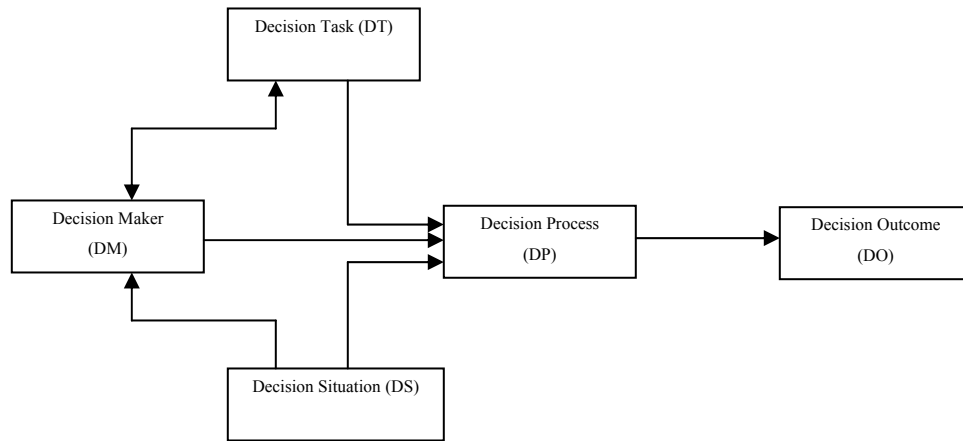 Decision Task (DT)
Decision Maker
(DM)
Decision Process
(DP)
Decision Outcome
(DO)
Decision Situation (DS)